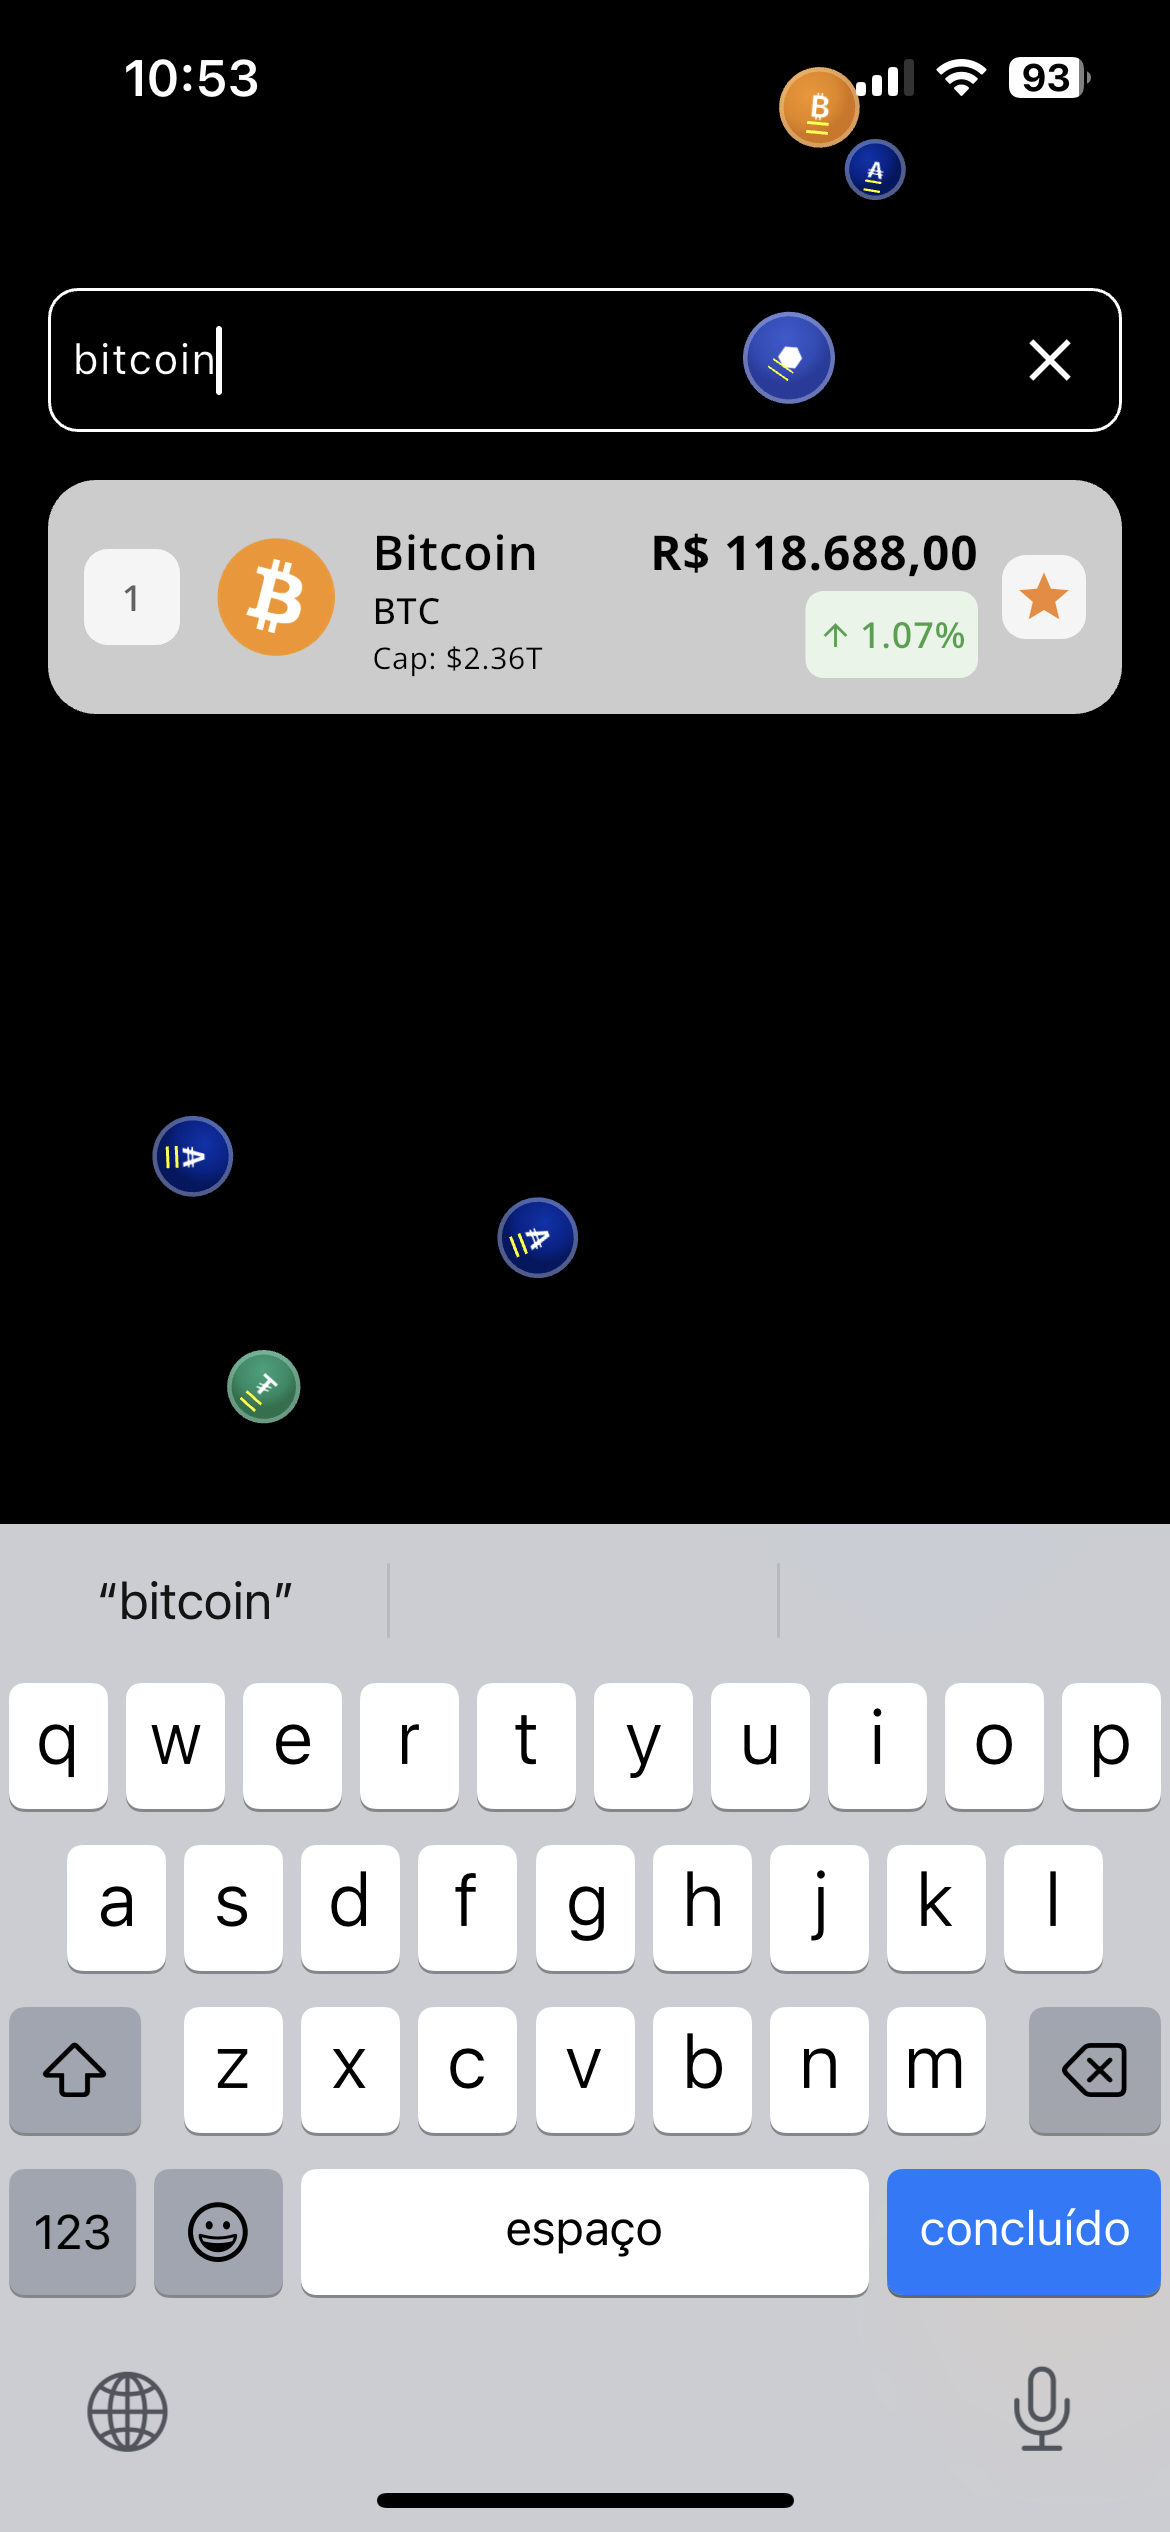 10:53
93
bitcoin
1
Bitcoin
R$ 118.688,00
BTC
↑ 1.07%
Cap: $2.36T
“bitcoin”
q w e r t y u i o p
a s d f g h j k l
z x c v b n m
123
espaço
concluído